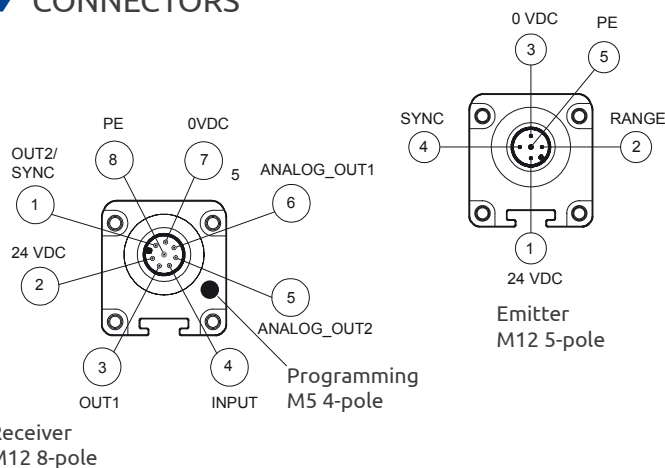 CONNECTORS
PE
0VDC
OUT2/
SYNC
8
7
5
ANALOG_OUT1
1
6
24 VDC
2
5
ANALOG_OUT2
3
4
OUT1
INPUT
Programming
M5 4-pole
Receiver
M12 8-pole
0 VDC
PE
3
5
SYNC
RANGE
4
2
1
24 VDC
Emitter
M12 5-pole